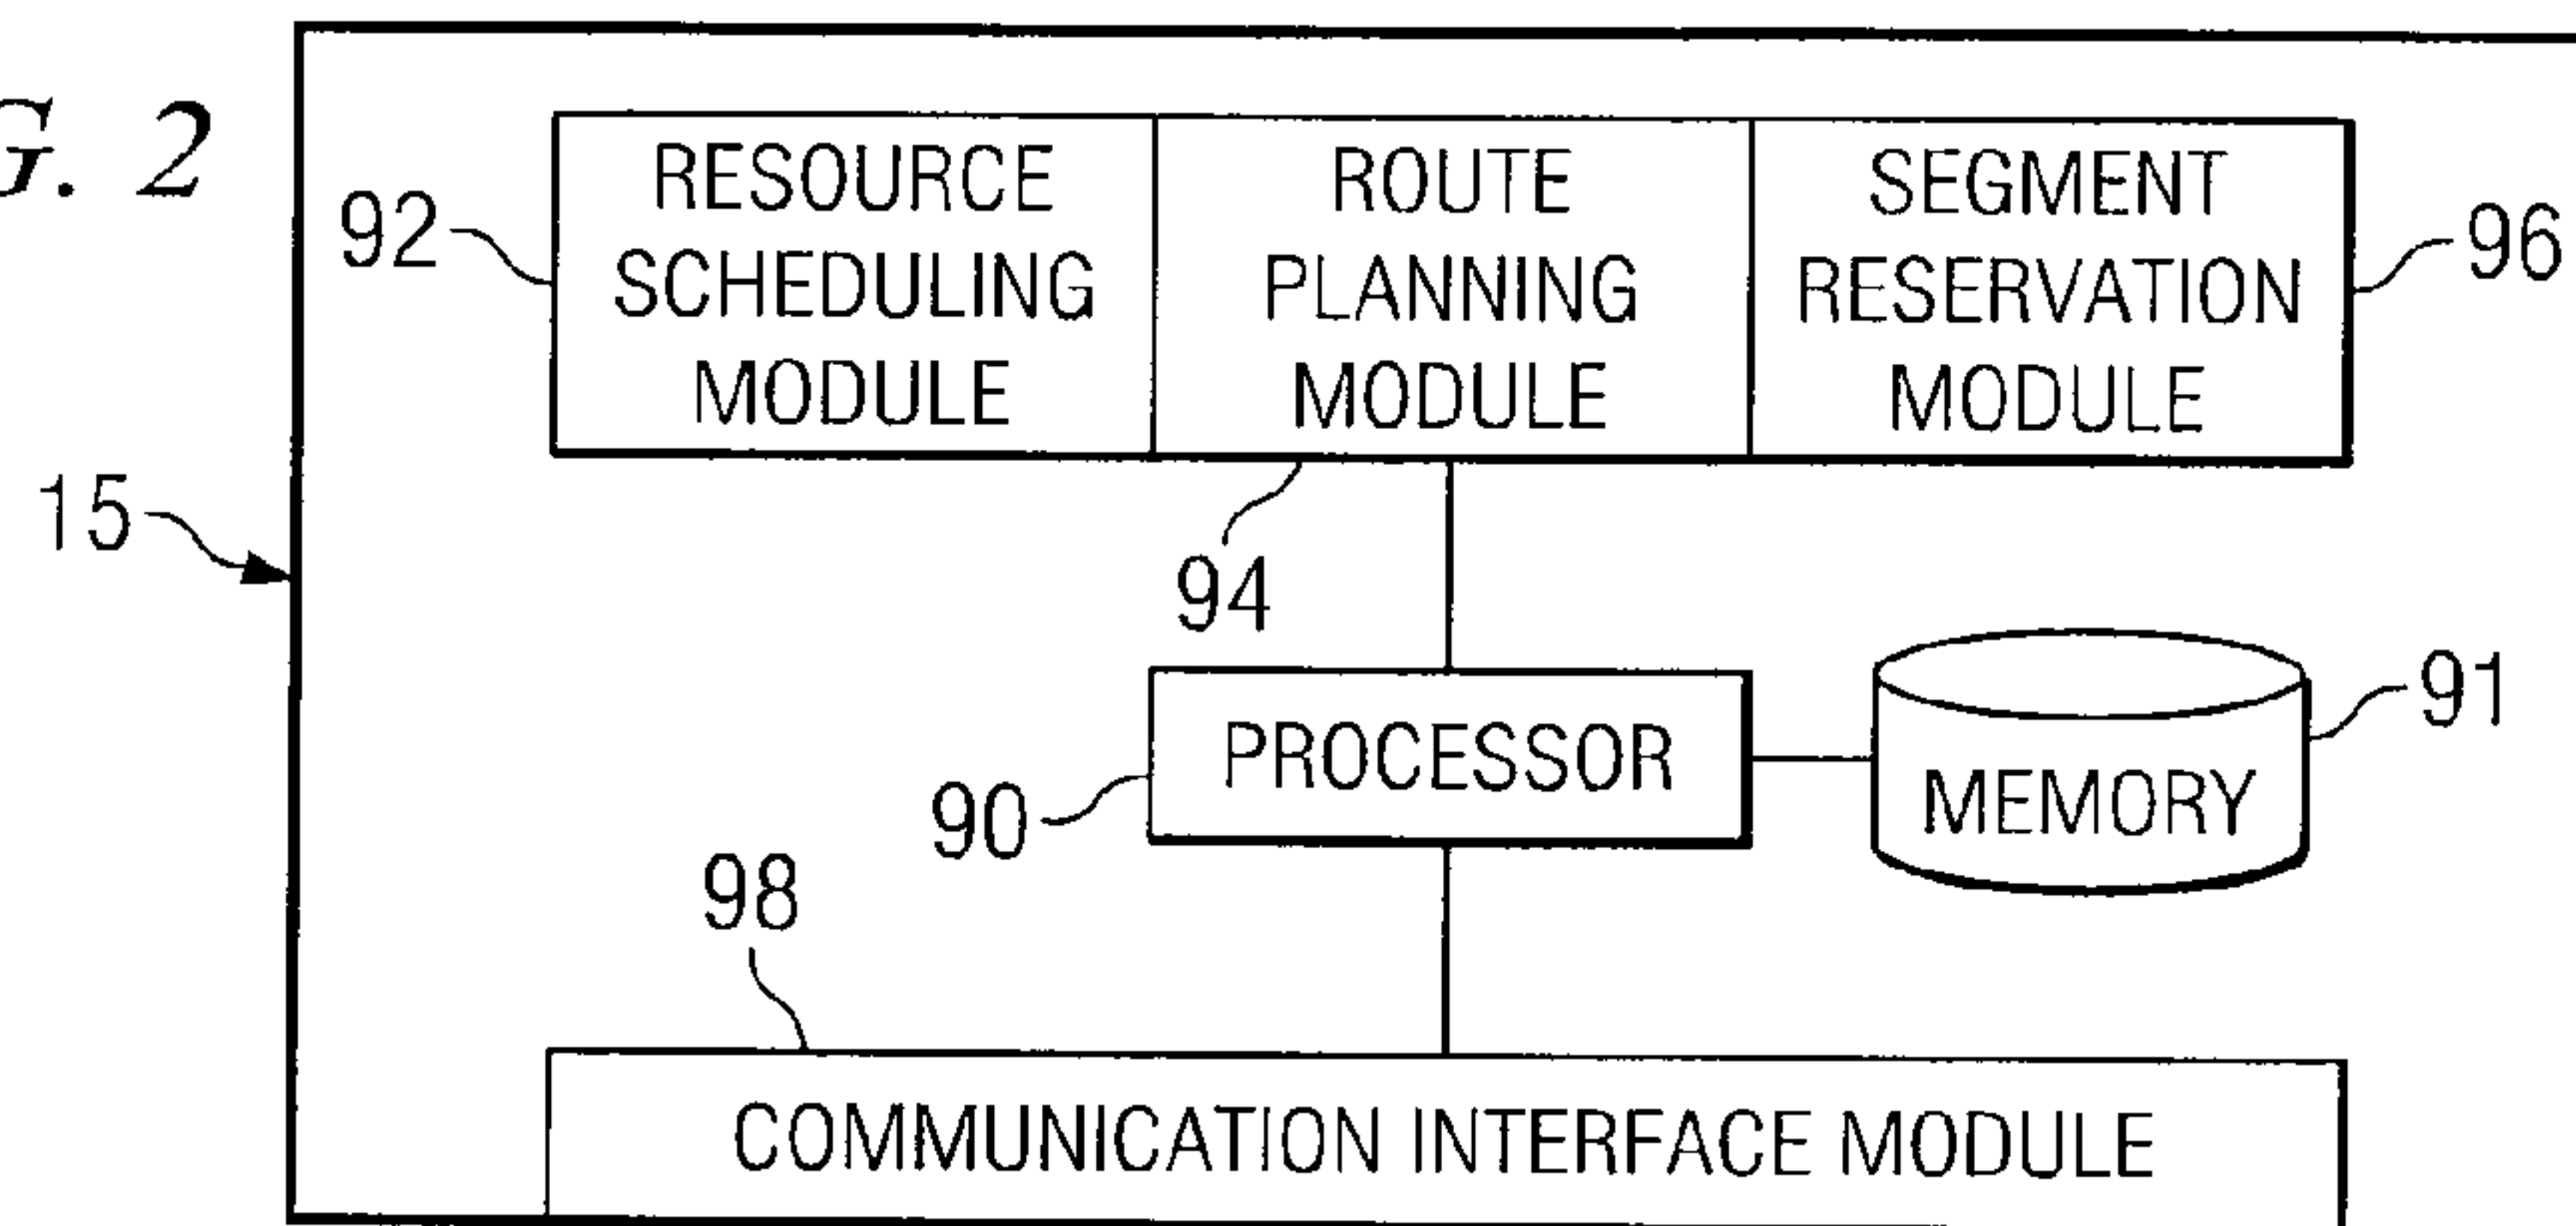 G. 2
RESOURCE
SCHEDULING
MODULE
ROUTE
PLANNING
MODULE
SEGMENT
RESERVATION
MODULE
92
96
15
94
PROCESSOR
MEMORY
91
90
98
COMMUNICATION INTERFACE MODULE